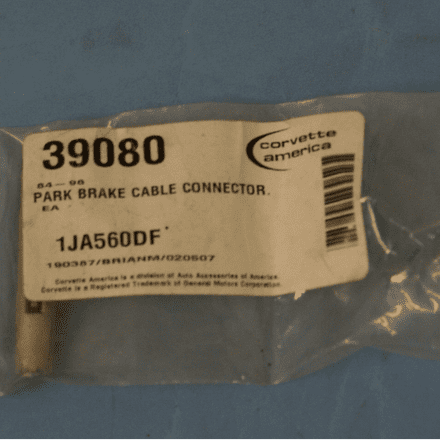 39080
corvette
america
84-96
PARK BRAKE CABLE CONNECTOR.
EA
1JA560DF
190387/BRIANM/020607
Corvette America is a division of Auto Accessories of America.
Corvette is a Registered Trademark of General Motors Corporation.